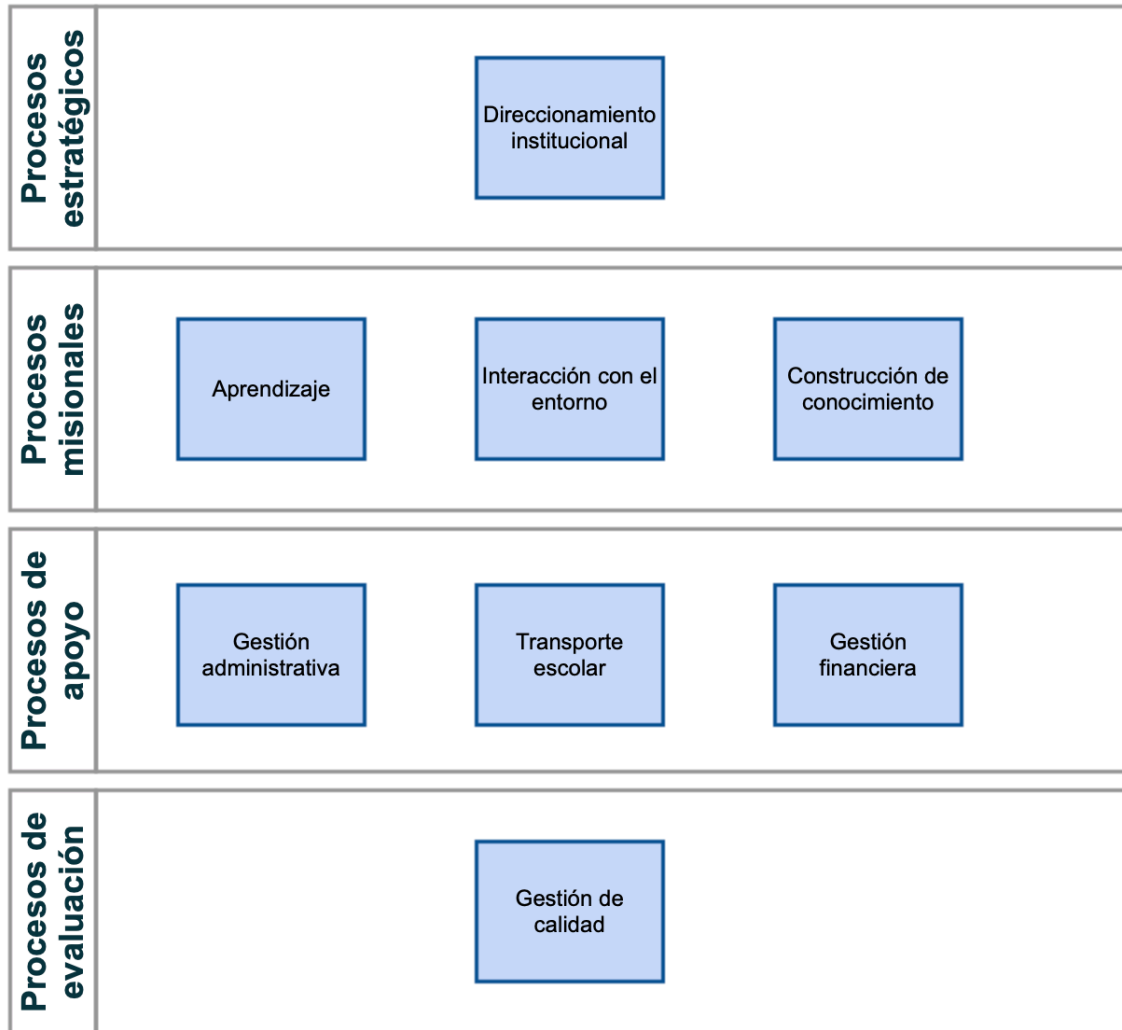 Procesos
estratégicos
Direccionamiento
institucional
Procesos
misionales
Aprendizaje
Interacción con el
entorno
Construcción de
conocimiento
Procesos de
apoyo
Gestión
administrativa
Transporte
escolar
Gestión
financiera
Procesos de
evaluación
Gestión de
calidad